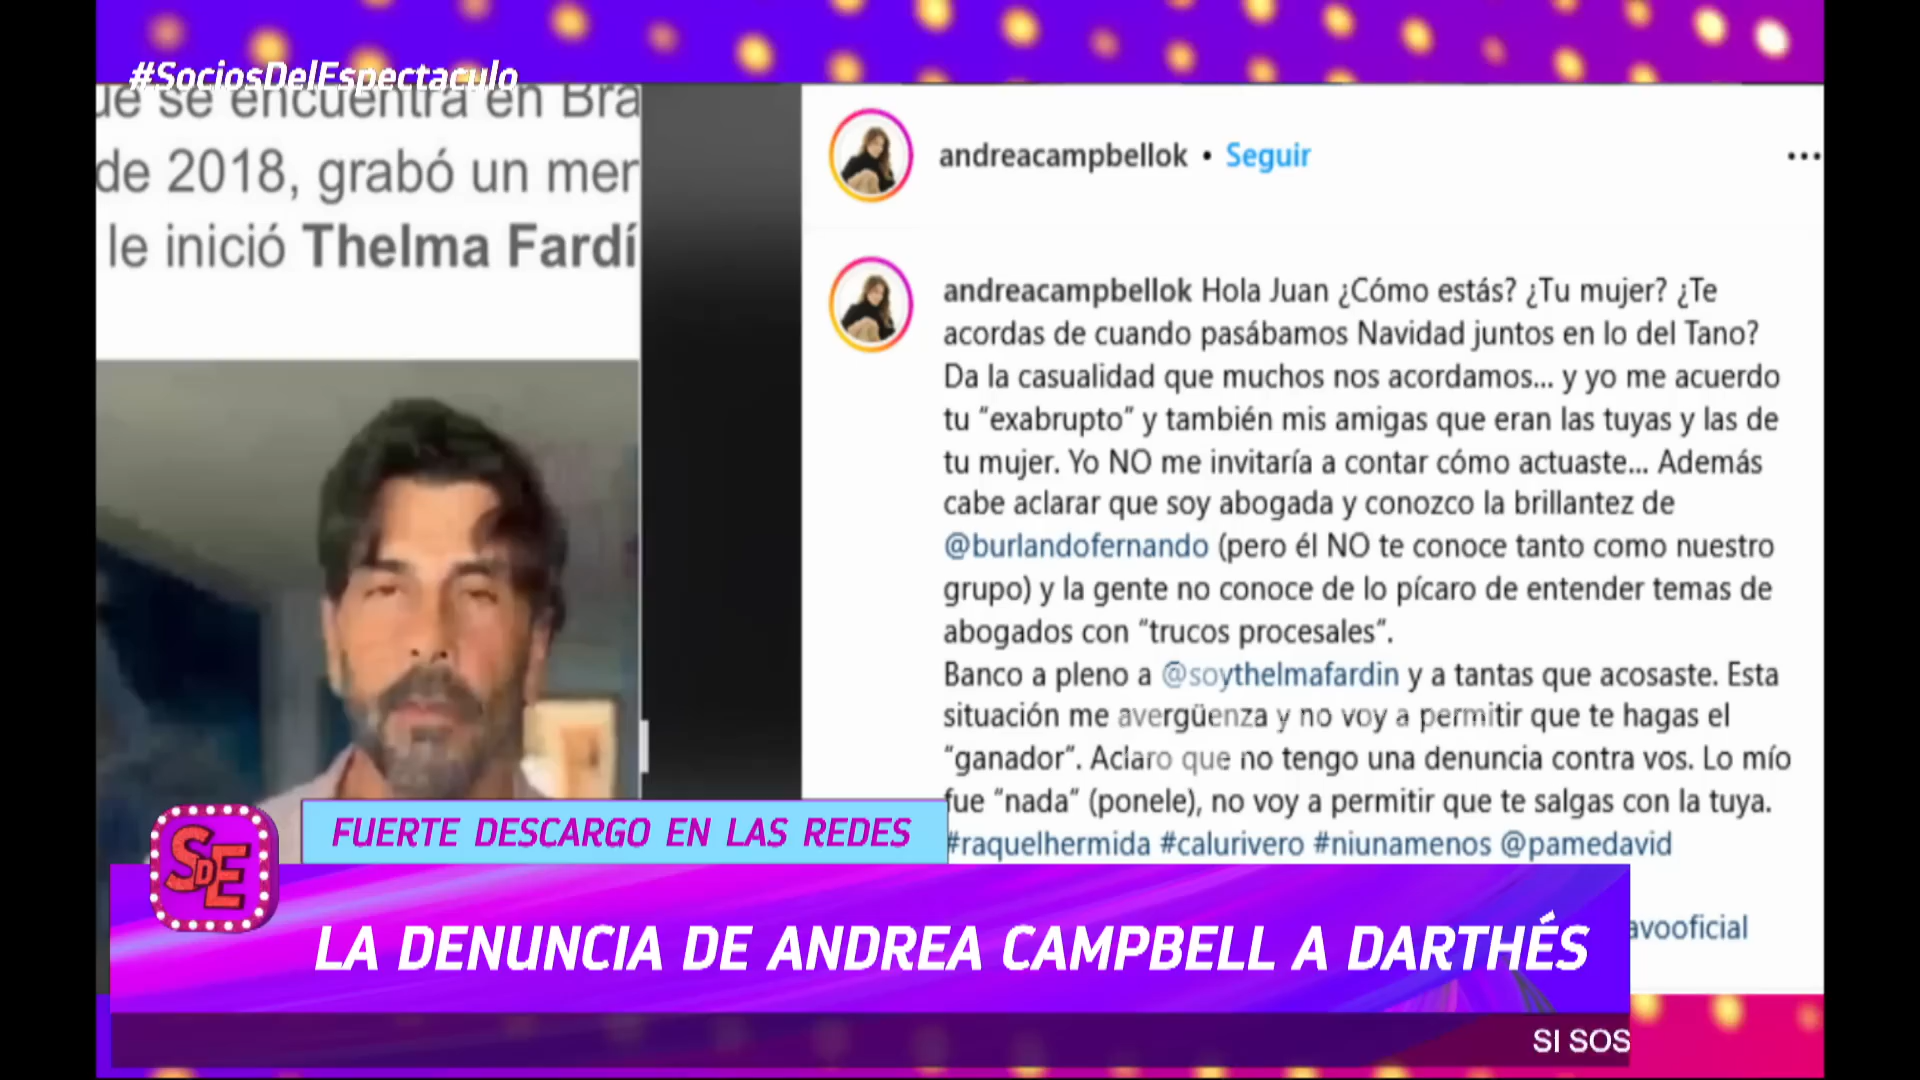 #SociosDelEspectaculo
ue se encuentra en Bra
de 2018, grabó un mer
le inició Thelma Fardí
andreacampbellok • Seguir
andreacampbellok Hola Juan ¿Cómo estás? ¿Tu mujer? ¿Te
acordas de cuando pasábamos Navidad juntos en lo del Tano?
Da la casualidad que muchos nos acordamos... y yo me acuerdo
tu “exabrupto” y también mis amigas que eran las tuyas y las de
tu mujer. Yo NO me invitaría a contar cómo actuaste... Además
cabe aclarar que soy abogada y conozco la brillantez de
@burlandofernando (pero él NO te conoce tanto como nuestro
grupo) y la gente no conoce de lo pícaro de entender temas de
abogados con “trucos procesales”.
Banco a pleno a @soythelmafardin y a tantas que acosaste. Esta
situación me avergüenza y no voy a permitir que te hagas el
“ganador”. Aclaro que no tengo una denuncia contra vos. Lo mío
fue “nada” (ponele), no voy a permitir que te salgas con la tuya.
#raquelhermida #calurivero #niunamenos @pamedavid
avooficial
FUERTE DESCARGO EN LAS REDES
SDE
LA DENUNCIA DE ANDREA CAMPBELL A DARTHÉS
SI SOS